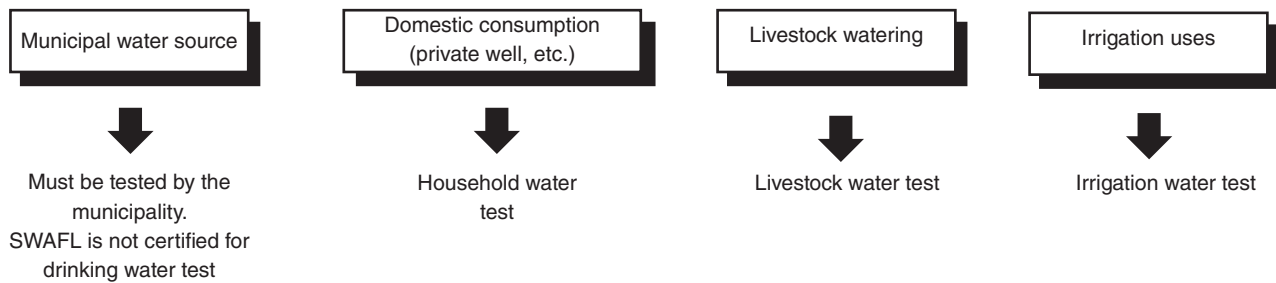 Municipal water source
Must be tested by the
municipality.
SWAFL is not certified for
drinking water test
Domestic consumption
(private well, etc.)
Household water
test
Livestock watering
Livestock water test
Irrigation uses
Irrigation water test